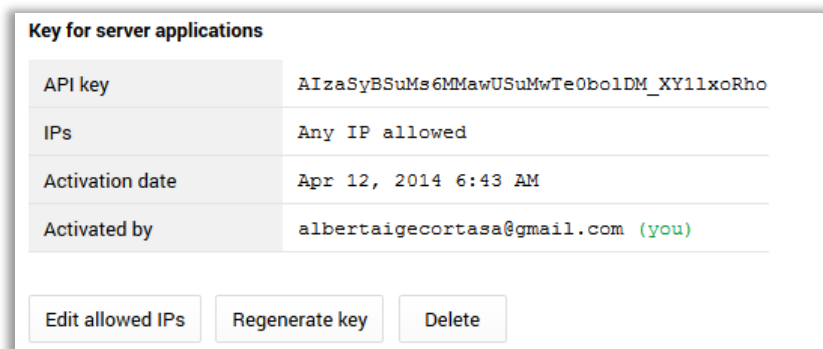 Key for server applications
API key AIzaSyBSuMs6MMawUSuMwTe0bolDM_XY1lxoRho
IPs Any IP allowed
Activation date Apr 12, 2014 6:43 AM
Activated by albertaigecortasa@gmail.com (you)
Edit allowed IPs Regenerate key Delete